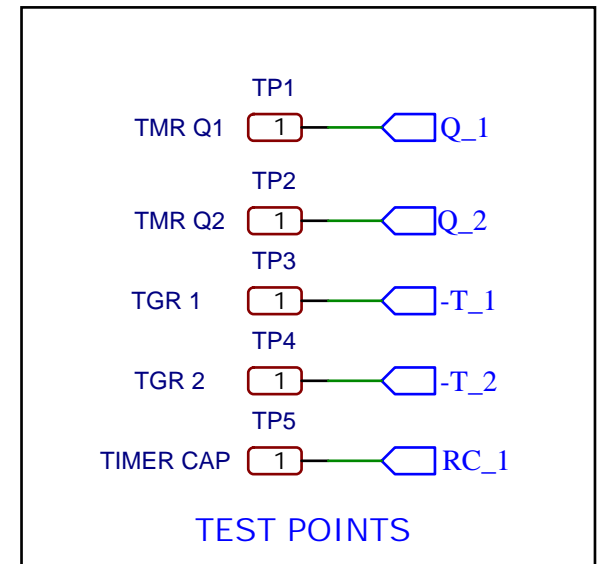 TP1
TMR Q1 1 Q_1
TP2
TMR Q2 1 Q_2
TP3
TGR 1 1 -T_1
TP4
TGR 2 1 -T_2
TP5
TIMER CAP 1 RC_1
TEST POINTS